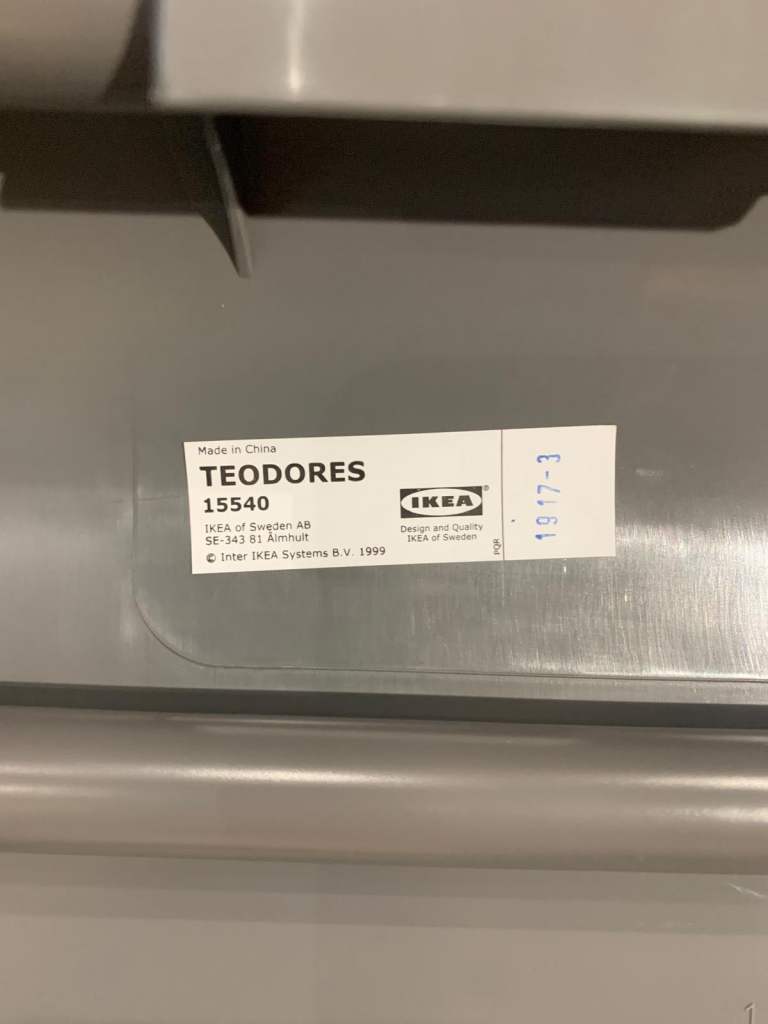 Made in China
TEODORES
15540
IKEA of Sweden AB
SE-343 81 Älmhult
© Inter IKEA Systems B.V. 1999
IKEA®
Design and Quality
IKEA of Sweden
PQR
1917-3
1